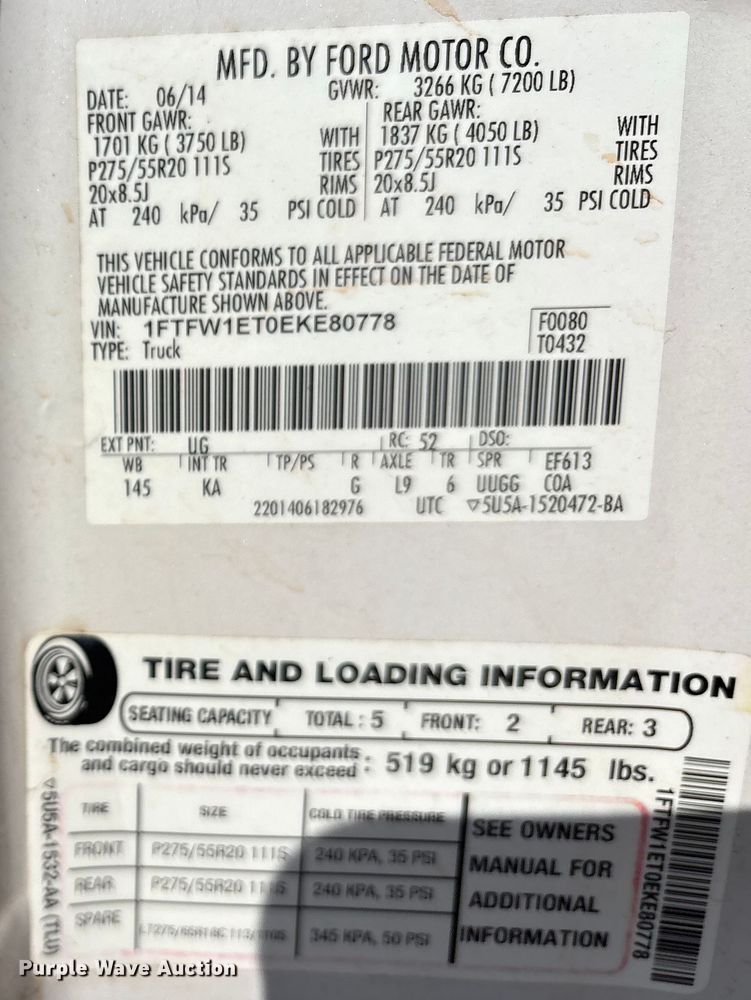 MFD. BY FORD MOTOR CO.
DATE: 06/14 GVWR: 3266 KG ( 7200 LB)
FRONT GAWR: REAR GAWR:
1701 KG ( 3750 LB) WITH 1837 KG ( 4050 LB) WITH
P275/55R20 111S TIRES P275/55R20 111S TIRES
20x8.5J RIMS 20x8.5J RIMS
AT 240 kPa/ 35 PSI COLD AT 240 kPa/ 35 PSI COLD
THIS VEHICLE CONFORMS TO ALL APPLICABLE FEDERAL MOTOR
VEHICLE SAFETY STANDARDS IN EFFECT ON THE DATE OF
MANUFACTURE SHOWN ABOVE.
VIN: 1FTFW1ET0EKE80778 F0080
TYPE: Truck T0432
EXT PNT: UG RC: 52 DSO:
WB INT TR TP/PS R AXLE TR SPR EF613
145 KA G L9 6 UUGG COA
2201406182976 UTC ▽5U5A-1520472-BA
TIRE AND LOADING INFORMATION
SEATING CAPACITY TOTAL : 5 FRONT: 2 REAR: 3
The combined weight of occupants
and cargo should never exceed : 519 kg or 1145 lbs.
TIRE SIZE COLD TIRE PRESSURE
FRONT P275/55R20 111S 240 KPA, 35 PSI
REAR P275/55R20 111S 240 KPA, 35 PSI
SPARE 345 KPA, 50 PSI
SEE OWNERS
MANUAL FOR
ADDITIONAL
INFORMATION
▽5U5A-1532-AA (TLU)
1FTFW1ET0EKE80778
Purple Wave Auction